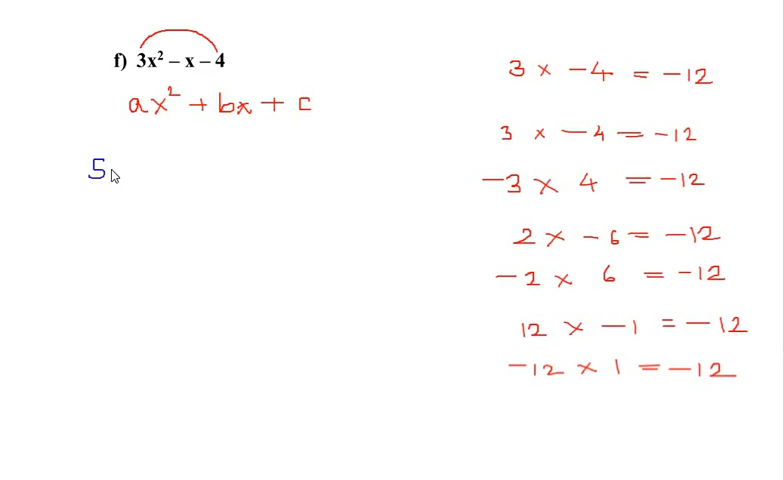 f) 3x² – x – 4
ax² + bx + c
S
3 × -4 = -12
3 × -4 = -12
-3 × 4 = -12
2 × -6 = -12
-2 × 6 = -12
12 × -1 = -12
-12 × 1 = -12